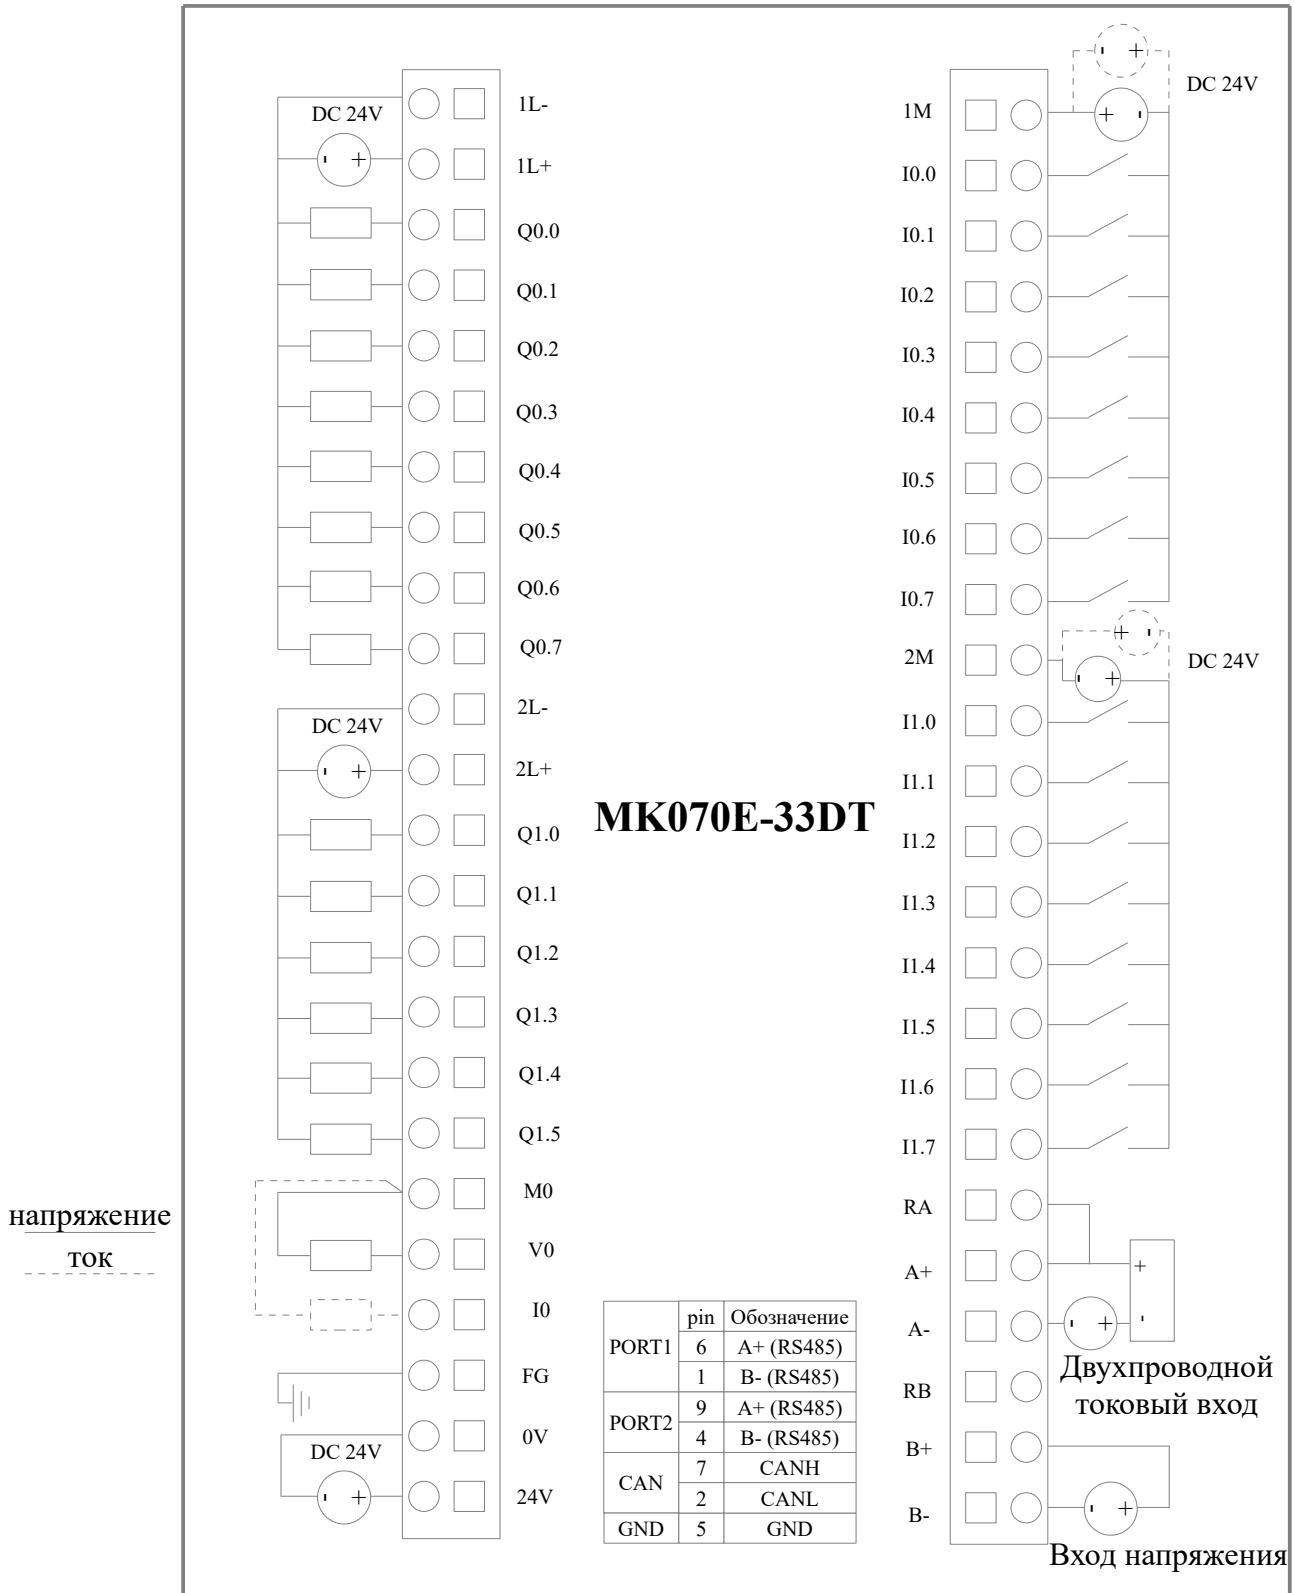 DC 24V
1L-
1L+
Q0.0
Q0.1
Q0.2
Q0.3
Q0.4
Q0.5
Q0.6
Q0.7
2L-
DC 24V
2L+
Q1.0
Q1.1
Q1.2
Q1.3
Q1.4
Q1.5
M0
V0
I0
FG
0V
DC 24V
24V
напряжение
ток
MK070E-33DT
pin Обозначение
PORT1 6 A+ (RS485)
1 B- (RS485)
PORT2 9 A+ (RS485)
4 B- (RS485)
CAN 7 CANH
2 CANL
GND 5 GND
DC 24V
1M
I0.0
I0.1
I0.2
I0.3
I0.4
I0.5
I0.6
I0.7
2M
DC 24V
I1.0
I1.1
I1.2
I1.3
I1.4
I1.5
I1.6
I1.7
RA
A+
A-
Двухпроводной
токовый вход
RB
B+
B-
Вход напряжения